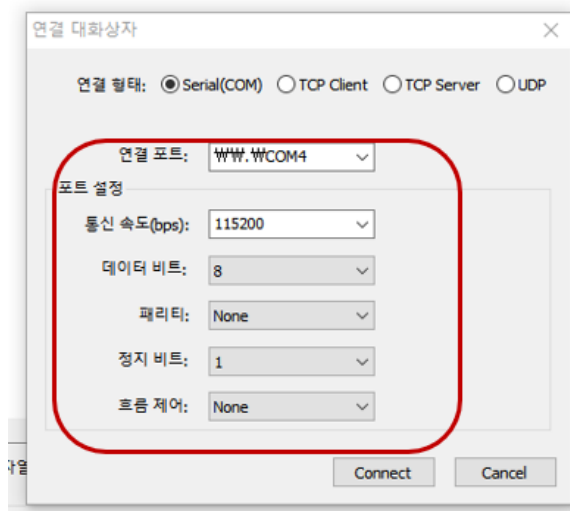 연결 대화상자
연결 형태: Serial(COM) TCP Client TCP Server UDP
연결 포트: ₩₩.₩COM4
포트 설정
통신 속도(bps): 115200
데이터 비트: 8
패리티: None
정지 비트: 1
흐름 제어: None
자열
Connect Cancel